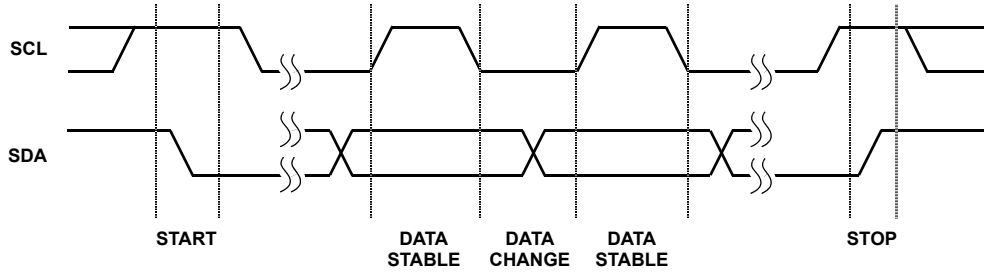 SCL
SDA
START
DATA
STABLE
DATA
CHANGE
DATA
STABLE
STOP